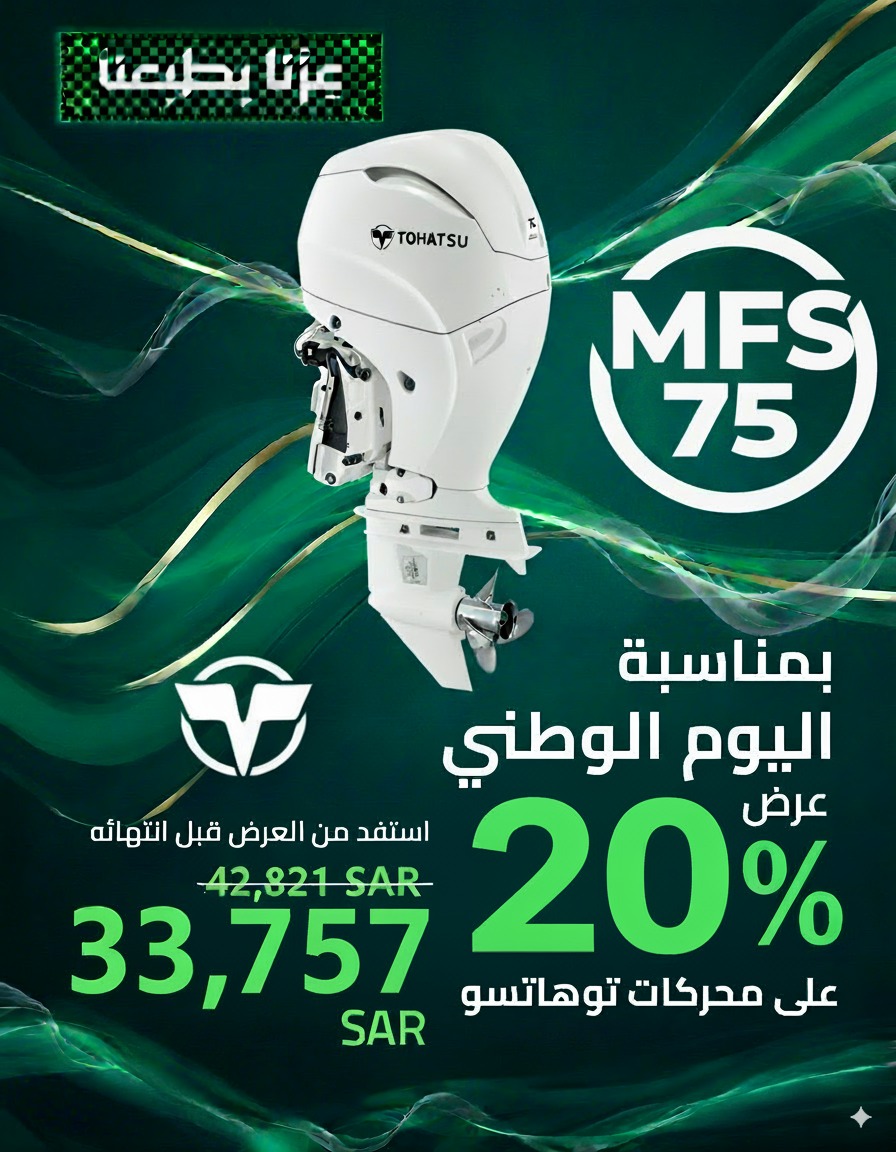 عزنا بطبعنا
TOHATSU
MFS
75
بمناسبة
اليوم الوطني
عرض
20%
على محركات توهاتسو
استفد من العرض قبل انتهائه
42,821 SAR
33,757
SAR